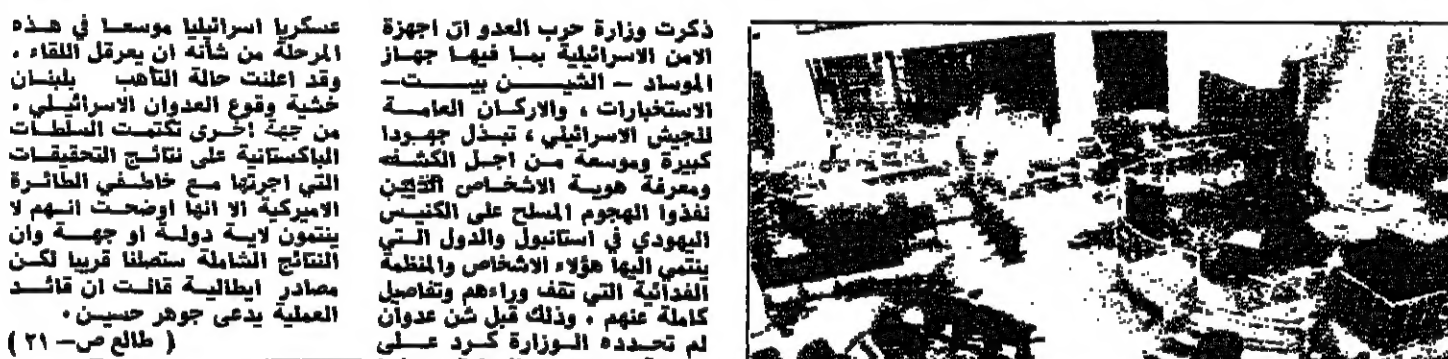 ذكرت وزارة حرب العدو ان اجهزة
الامن الاسرائيلية بما فيها جهاز
الموساد – الشين بيت –
الاستخبارات ، والاركان العامة
للجيش الاسرائيلي ، تبذل جهودا
كبيرة وموسعة من اجل الكشف
ومعرفة هوية الاشخاص الذين
نفذوا الهجوم المسلح على الكنيس
اليهودي في استانبول والدول التي
ينتمي اليها هؤلاء الاشخاص والمنظمة
الفدائية التي تقف وراءهم وتفاصيل
كاملة عنهم . وذلك قبل شن عدوان
لم تحدده الوزارة كرد على
عسكريا اسرائيليا موسعا في هذه
المرحلة من شأنه ان يعرقل اللقاء .
وقد اعلنت حالة التأهب بلبنان
خشية وقوع العدوان الاسرائيلي .
من جهة اخرى تكتمت السلطات
الباكستانية على نتائج التحقيقات
التي اجرتها مع خاطفي الطائرة
الاميركية الا انها اوضحت انهم لا
ينتمون لاية دولة او جهة وان
النتائج الشاملة ستصلنا قريبا لكن
مصادر ايطالية قالت ان قائد
العملية يدعى جوهر حسين .
( طالع ص – ٢١ )